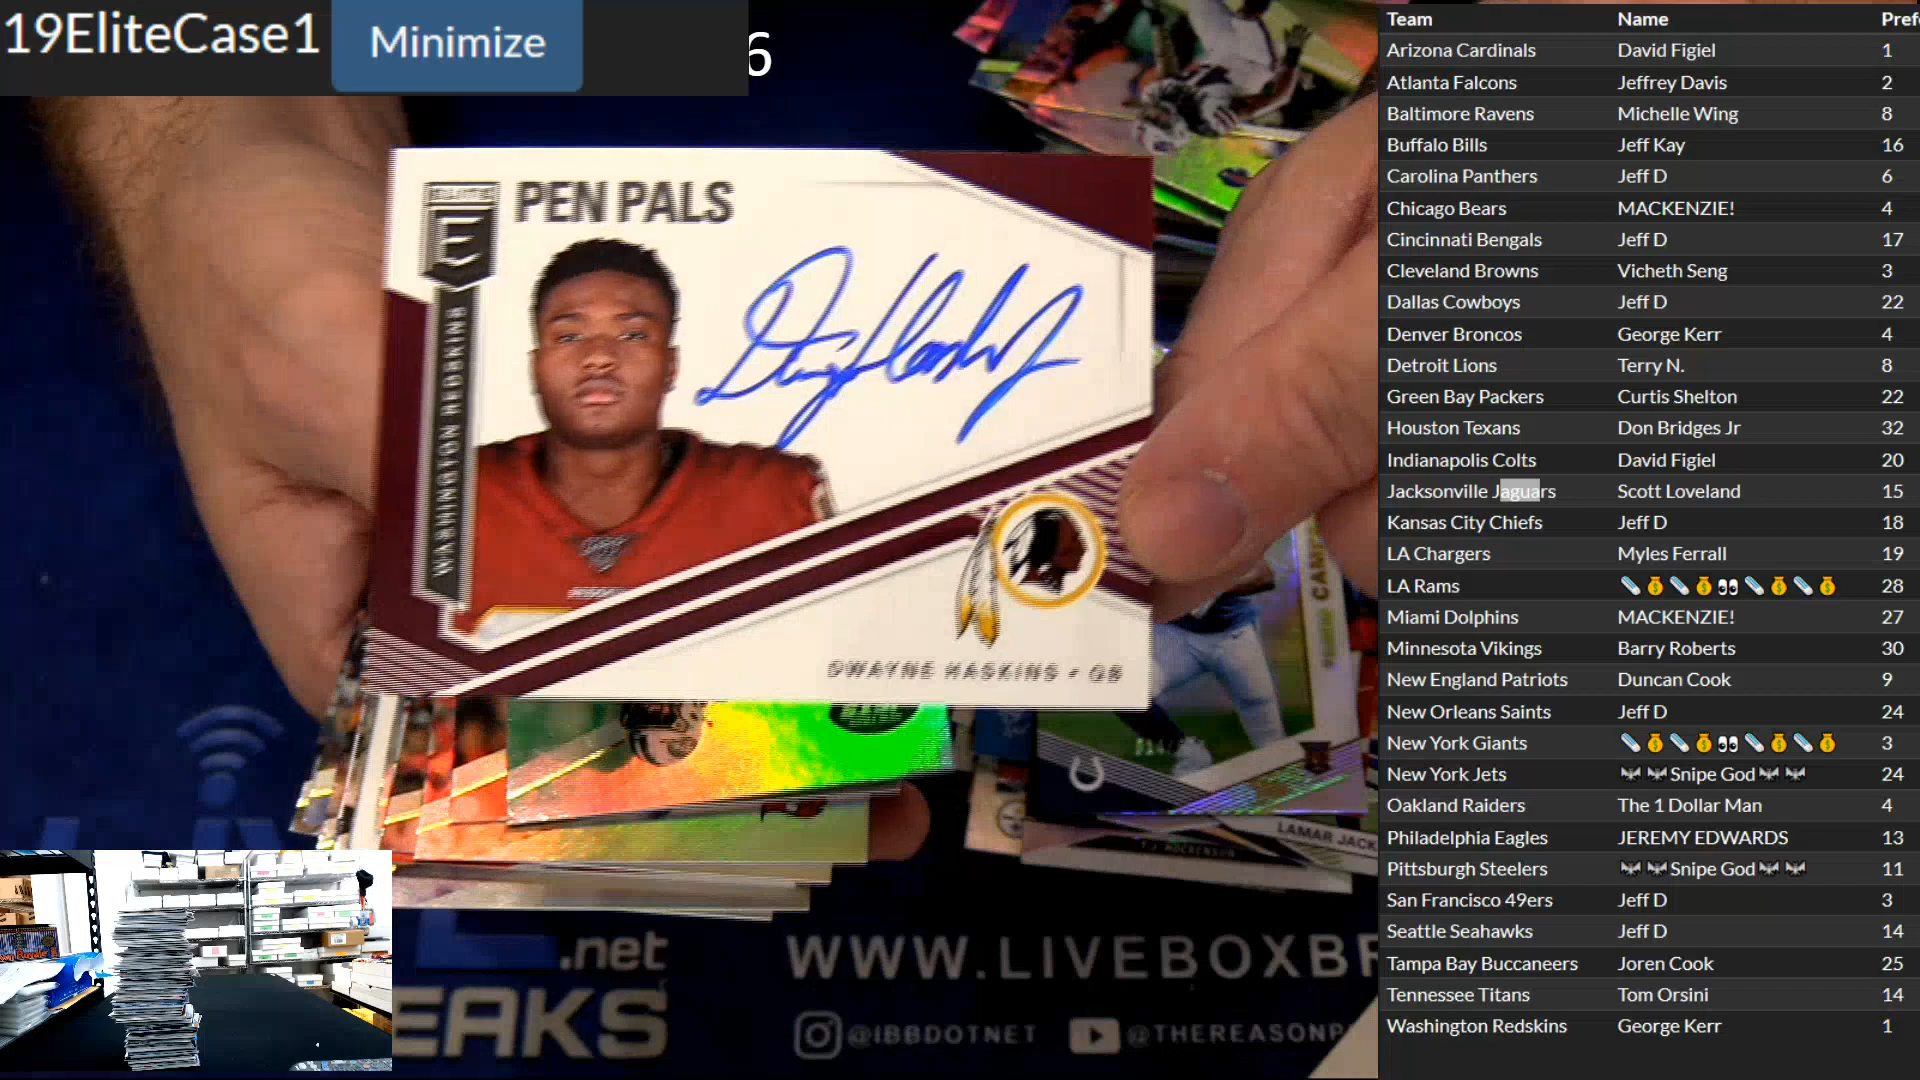 19EliteCase1
Minimize
6
ELITE
E
PEN PALS
WASHINGTON REDSKINS
DWAYNE HASKINS • QB
LAMAR JACK
T.J. HOCKENSON
.net
EAKS
WWW.LIVEBOXBR
@IBBDOTNET
@THEREASONP
Team Name Pref
Arizona Cardinals David Figiel 1
Atlanta Falcons Jeffrey Davis 2
Baltimore Ravens Michelle Wing 8
Buffalo Bills Jeff Kay 16
Carolina Panthers Jeff D 6
Chicago Bears MACKENZIE! 4
Cincinnati Bengals Jeff D 17
Cleveland Browns Vicheth Seng 3
Dallas Cowboys Jeff D 22
Denver Broncos George Kerr 4
Detroit Lions Terry N. 8
Green Bay Packers Curtis Shelton 22
Houston Texans Don Bridges Jr 32
Indianapolis Colts David Figiel 20
Jacksonville Jaguars Scott Loveland 15
Kansas City Chiefs Jeff D 18
LA Chargers Myles Ferrall 19
LA Rams 28
Miami Dolphins MACKENZIE! 27
Minnesota Vikings Barry Roberts 30
New England Patriots Duncan Cook 9
New Orleans Saints Jeff D 24
New York Giants 3
New York Jets Snipe God 24
Oakland Raiders The 1 Dollar Man 4
Philadelphia Eagles JEREMY EDWARDS 13
Pittsburgh Steelers Snipe God 11
San Francisco 49ers Jeff D 3
Seattle Seahawks Jeff D 14
Tampa Bay Buccaneers Joren Cook 25
Tennessee Titans Tom Orsini 14
Washington Redskins George Kerr 1